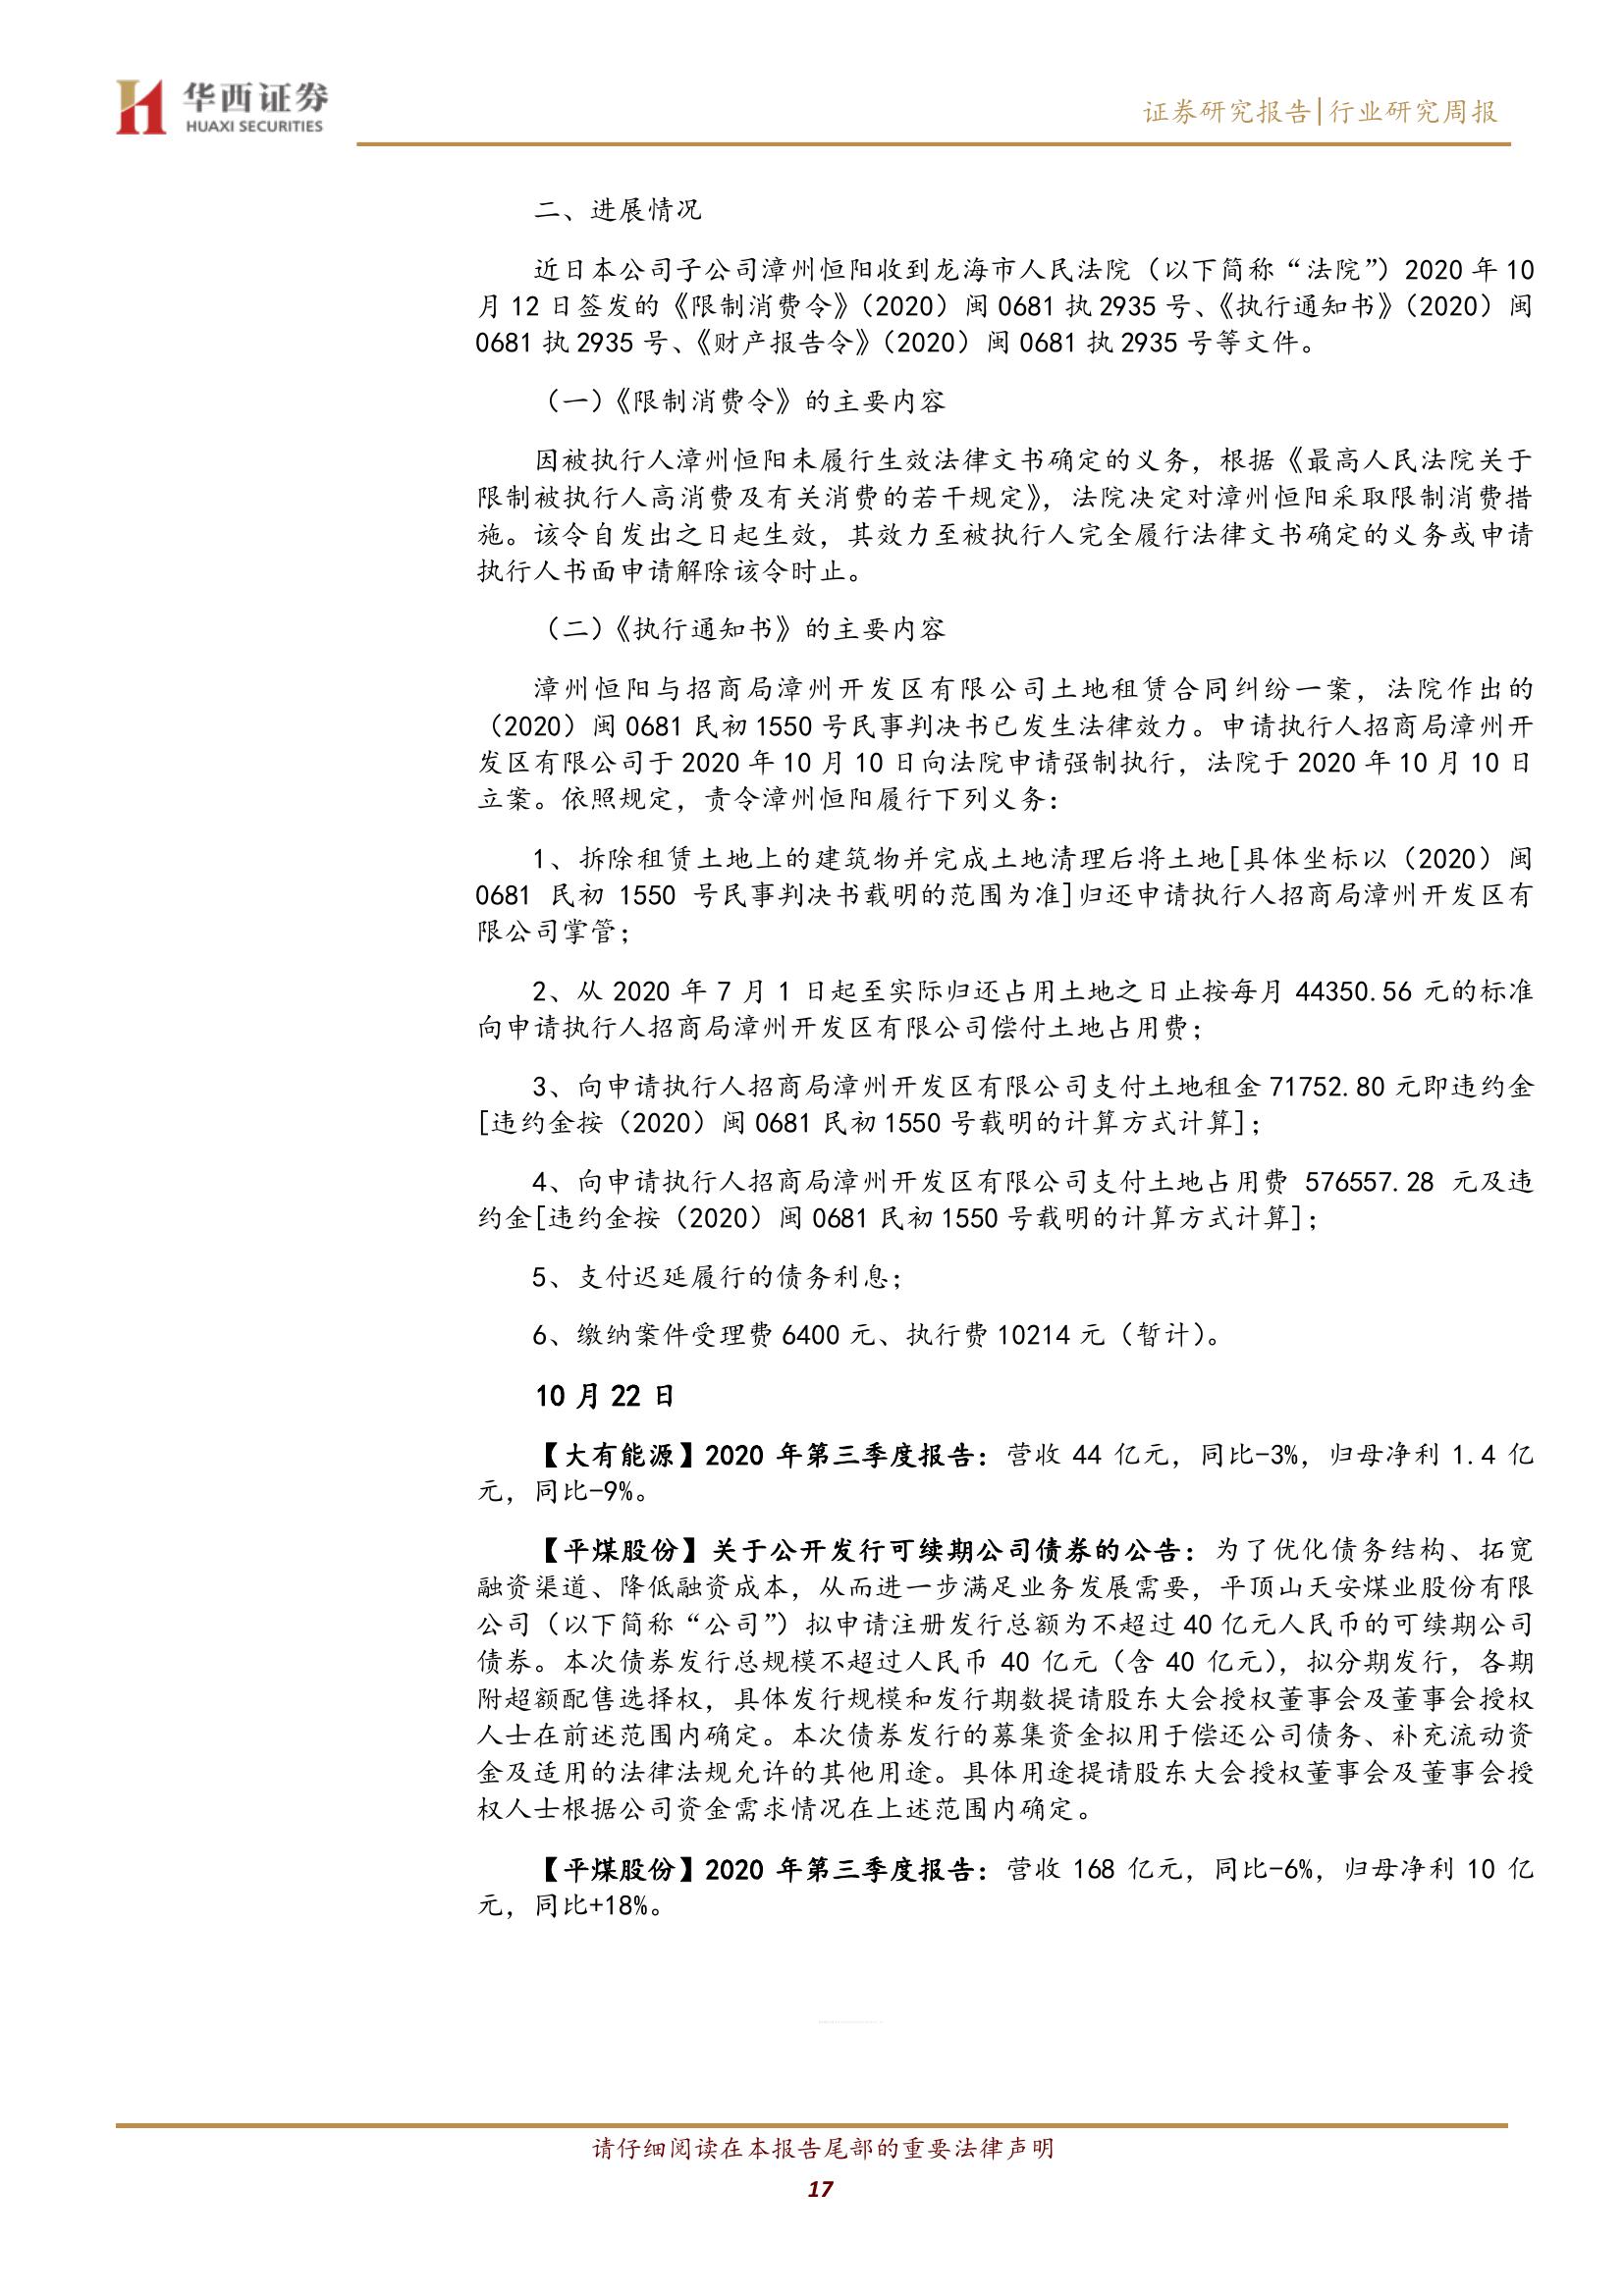 华西证券
HUAXI SECURITIES
证券研究报告|行业研究周报
二、进展情况
近日本公司子公司漳州恒阳收到龙海市人民法院（以下简称“法院”）2020 年 10
月 12 日签发的《限制消费令》（2020）闽 0681 执 2935 号、《执行通知书》（2020）闽
0681 执 2935 号、《财产报告令》（2020）闽 0681 执 2935 号等文件。
（一）《限制消费令》的主要内容
因被执行人漳州恒阳未履行生效法律文书确定的义务，根据《最高人民法院关于
限制被执行人高消费及有关消费的若干规定》，法院决定对漳州恒阳采取限制消费措
施。该令自发出之日起生效，其效力至被执行人完全履行法律文书确定的义务或申请
执行人书面申请解除该令时止。
（二）《执行通知书》的主要内容
漳州恒阳与招商局漳州开发区有限公司土地租赁合同纠纷一案，法院作出的
（2020）闽 0681 民初 1550 号民事判决书已发生法律效力。申请执行人招商局漳州开
发区有限公司于 2020 年 10 月 10 日向法院申请强制执行，法院于 2020 年 10 月 10 日
立案。依照规定，责令漳州恒阳履行下列义务：
1、拆除租赁土地上的建筑物并完成土地清理后将土地[具体坐标以（2020）闽
0681 民初 1550 号民事判决书载明的范围为准]归还申请执行人招商局漳州开发区有
限公司掌管；
2、从 2020 年 7 月 1 日起至实际归还占用土地之日止按每月 44350.56 元的标准
向申请执行人招商局漳州开发区有限公司偿付土地占用费；
3、向申请执行人招商局漳州开发区有限公司支付土地租金 71752.80 元即违约金
[违约金按（2020）闽 0681 民初 1550 号载明的计算方式计算]；
4、向申请执行人招商局漳州开发区有限公司支付土地占用费 576557.28 元及违
约金[违约金按（2020）闽 0681 民初 1550 号载明的计算方式计算]；
5、支付迟延履行的债务利息；
6、缴纳案件受理费 6400 元、执行费 10214 元（暂计）。
10 月 22 日
【大有能源】2020 年第三季度报告：营收 44 亿元，同比-3%，归母净利 1.4 亿
元，同比-9%。
【平煤股份】关于公开发行可续期公司债券的公告：为了优化债务结构、拓宽
融资渠道、降低融资成本，从而进一步满足业务发展需要，平顶山天安煤业股份有限
公司（以下简称“公司”）拟申请注册发行总额为不超过 40 亿元人民币的可续期公司
债券。本次债券发行总规模不超过人民币 40 亿元（含 40 亿元），拟分期发行，各期
附超额配售选择权，具体发行规模和发行期数提请股东大会授权董事会及董事会授权
人士在前述范围内确定。本次债券发行的募集资金拟用于偿还公司债务、补充流动资
金及适用的法律法规允许的其他用途。具体用途提请股东大会授权董事会及董事会授
权人士根据公司资金需求情况在上述范围内确定。
【平煤股份】2020 年第三季度报告：营收 168 亿元，同比-6%，归母净利 10 亿
元，同比+18%。
请仔细阅读在本报告尾部的重要法律声明
17